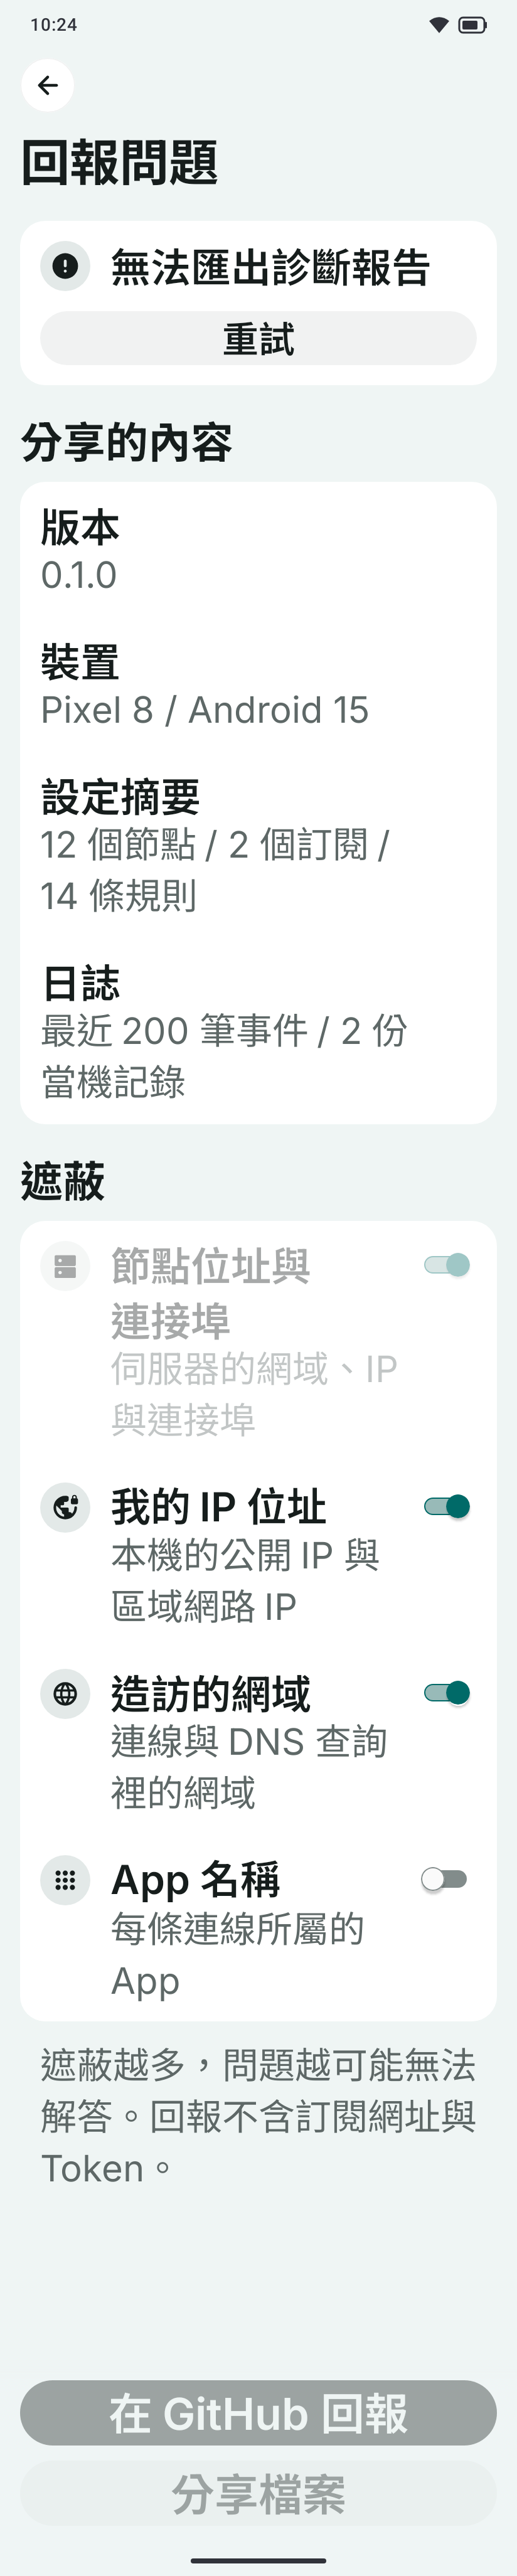 10:24
回報問題
無法匯出診斷報告
重試
分享的內容
版本
0.1.0
裝置
Pixel 8 / Android 15
設定摘要
12 個節點 / 2 個訂閱 /
14 條規則
日誌
最近 200 筆事件 / 2 份
當機記錄
遮蔽
節點位址與
連接埠
伺服器的網域、IP
與連接埠
我的 IP 位址
本機的公開 IP 與
區域網路 IP
造訪的網域
連線與 DNS 查詢
裡的網域
App 名稱
每條連線所屬的
App
遮蔽越多，問題越可能無法
解答。回報不含訂閱網址與
Token。
在 GitHub 回報
分享檔案